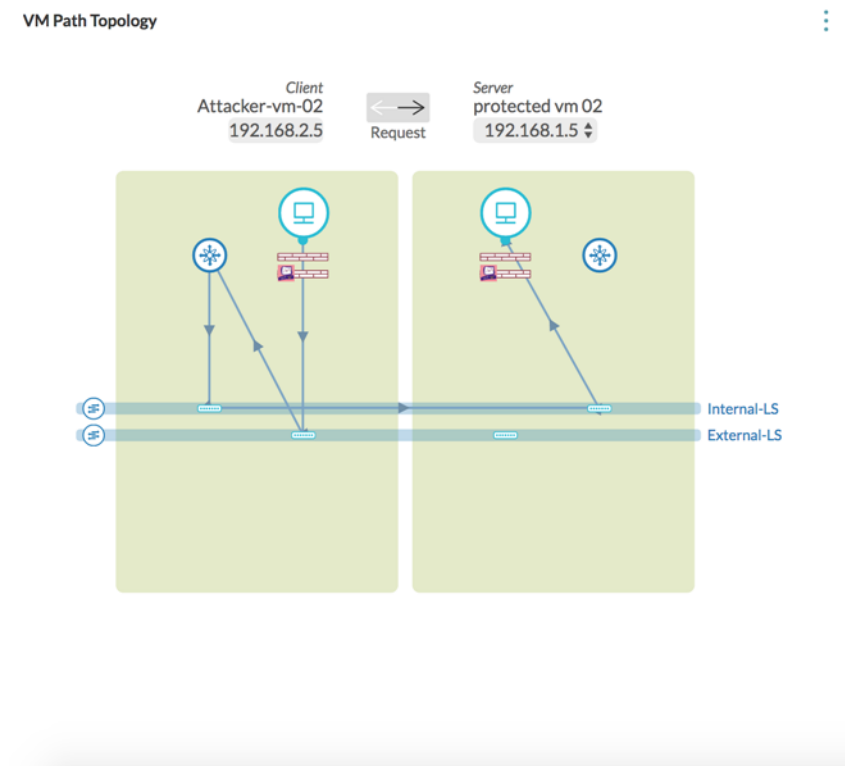 VM Path Topology
Client
Attacker-vm-02
192.168.2.5
Request
Server
protected vm 02
192.168.1.5
Internal-LS
External-LS